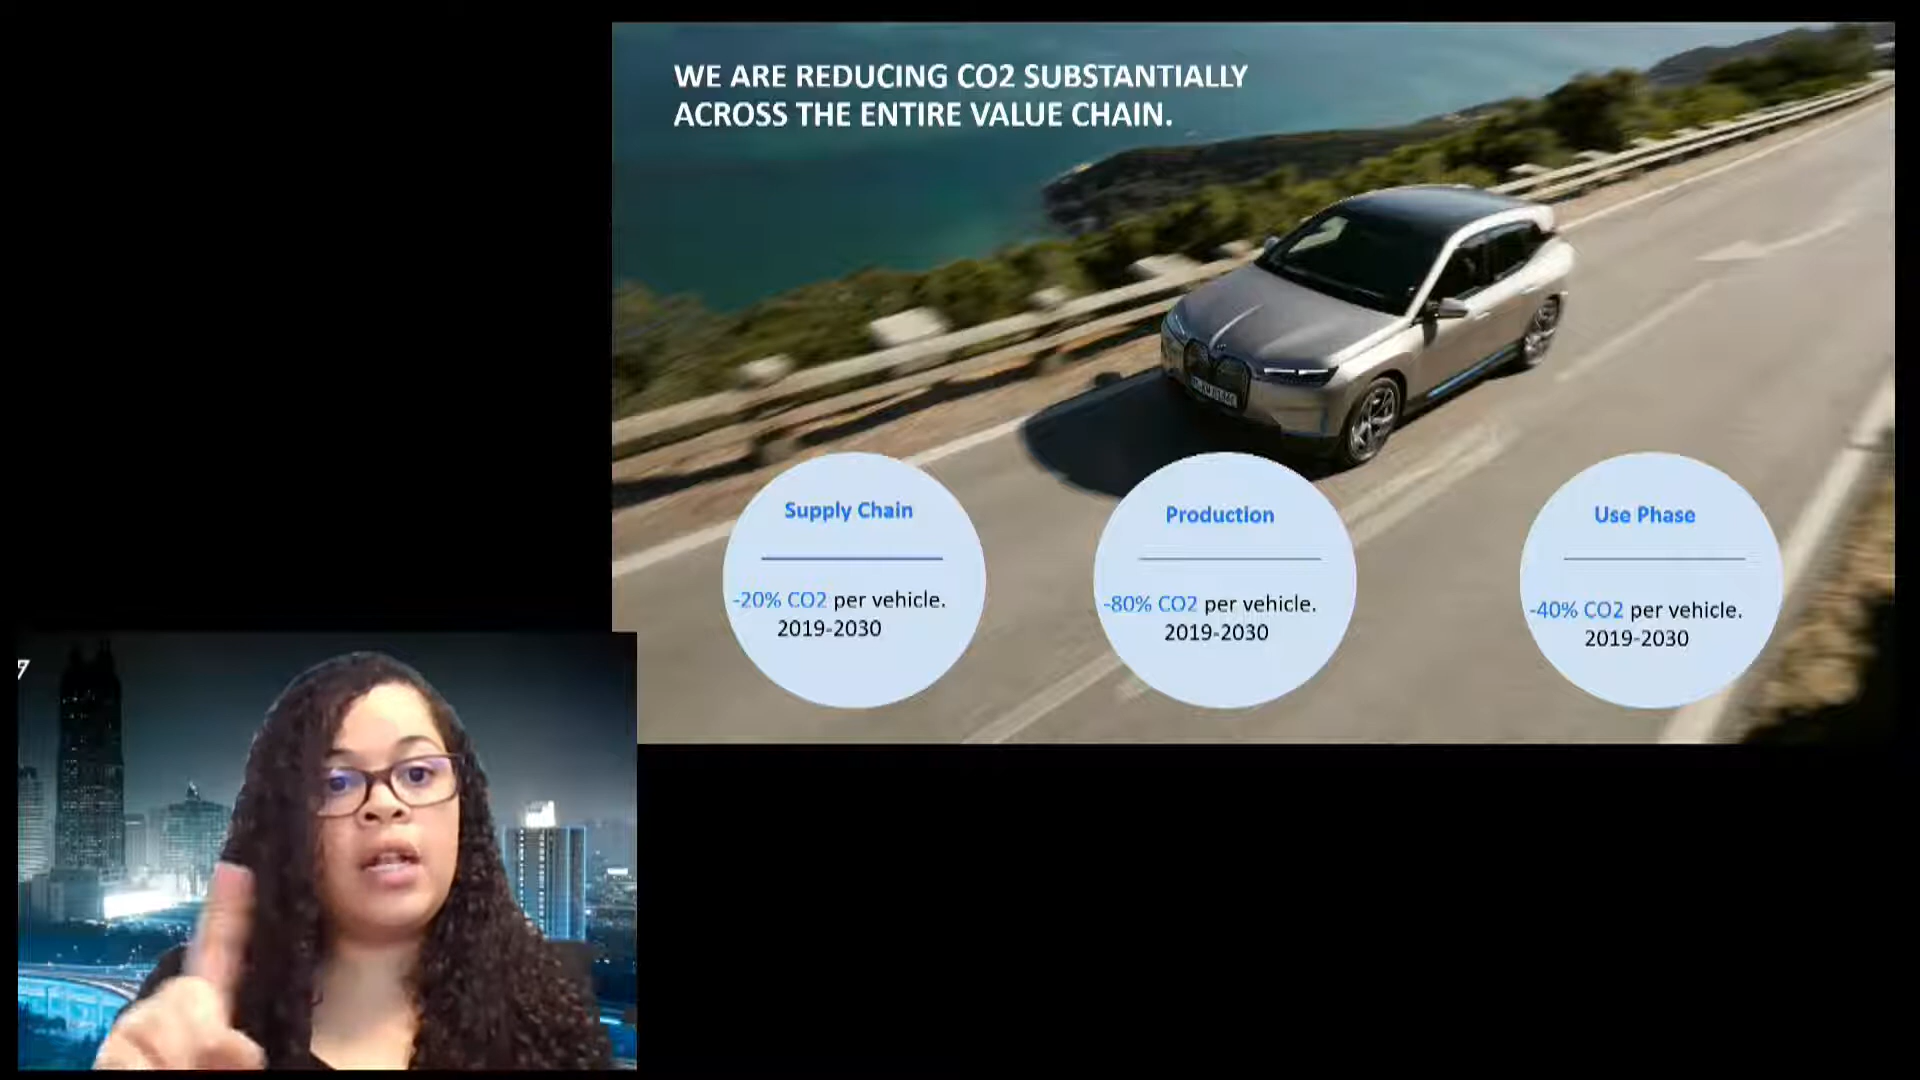 WE ARE REDUCING CO2 SUBSTANTIALLY
ACROSS THE ENTIRE VALUE CHAIN.
Supply Chain
-20% CO2 per vehicle.
2019-2030
Production
-80% CO2 per vehicle.
2019-2030
Use Phase
-40% CO2 per vehicle.
2019-2030